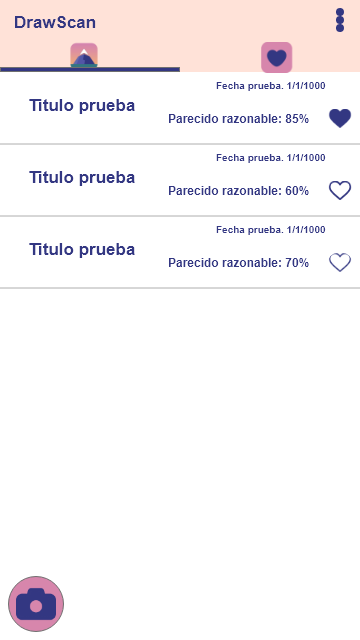 DrawScan
Fecha prueba. 1/1/1000
Titulo prueba
Parecido razonable: 85%
Fecha prueba. 1/1/1000
Titulo prueba
Parecido razonable: 60%
Fecha prueba. 1/1/1000
Titulo prueba
Parecido razonable: 70%